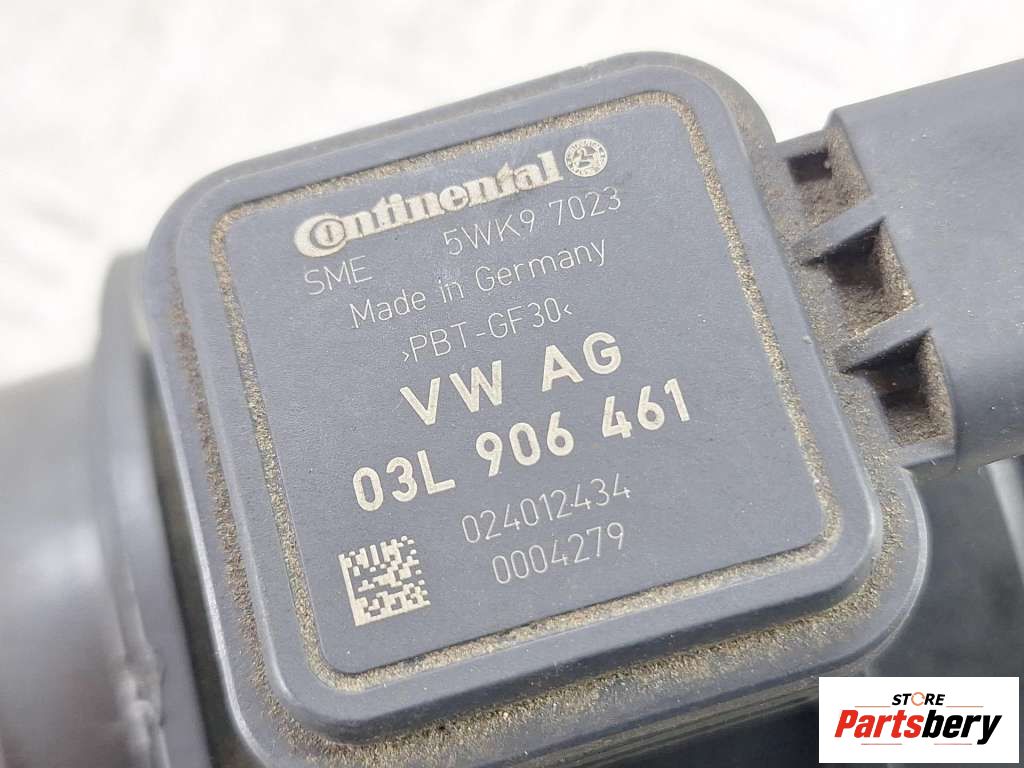 Continental
5WK9 7023
SME
Made in Germany
>PBT-GF30<
VW AG
03L 906 461
024012434
0004279
STORE
Partsbery